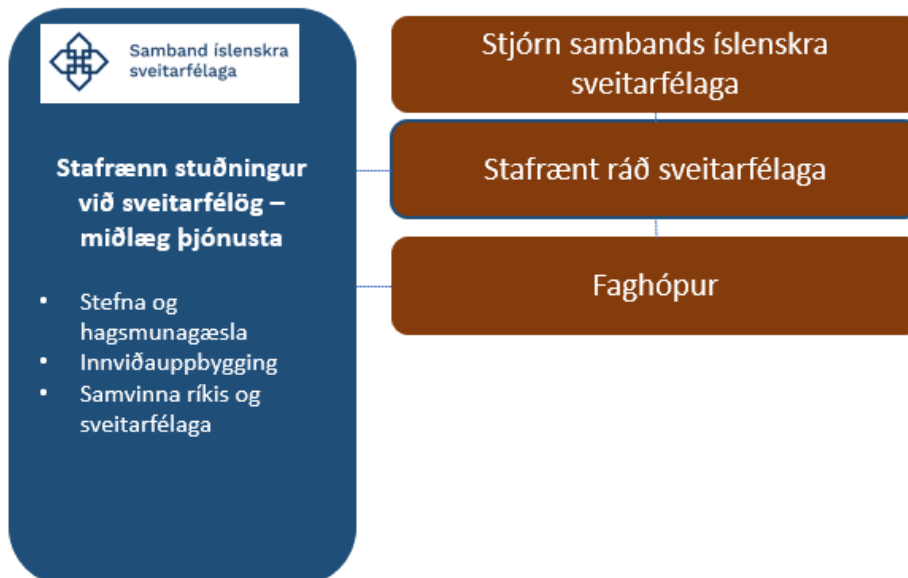 Samband íslenskra
sveitarfélaga
Stafrænn stuðningur
við sveitarfélög –
miðlæg þjónusta
• Stefna og
hagsmunagæsla
• Innviðauppbygging
• Samvinna ríkis og
sveitarfélaga
Stjórn sambands íslenskra
sveitarfélaga
Stafrænt ráð sveitarfélaga
Faghópur